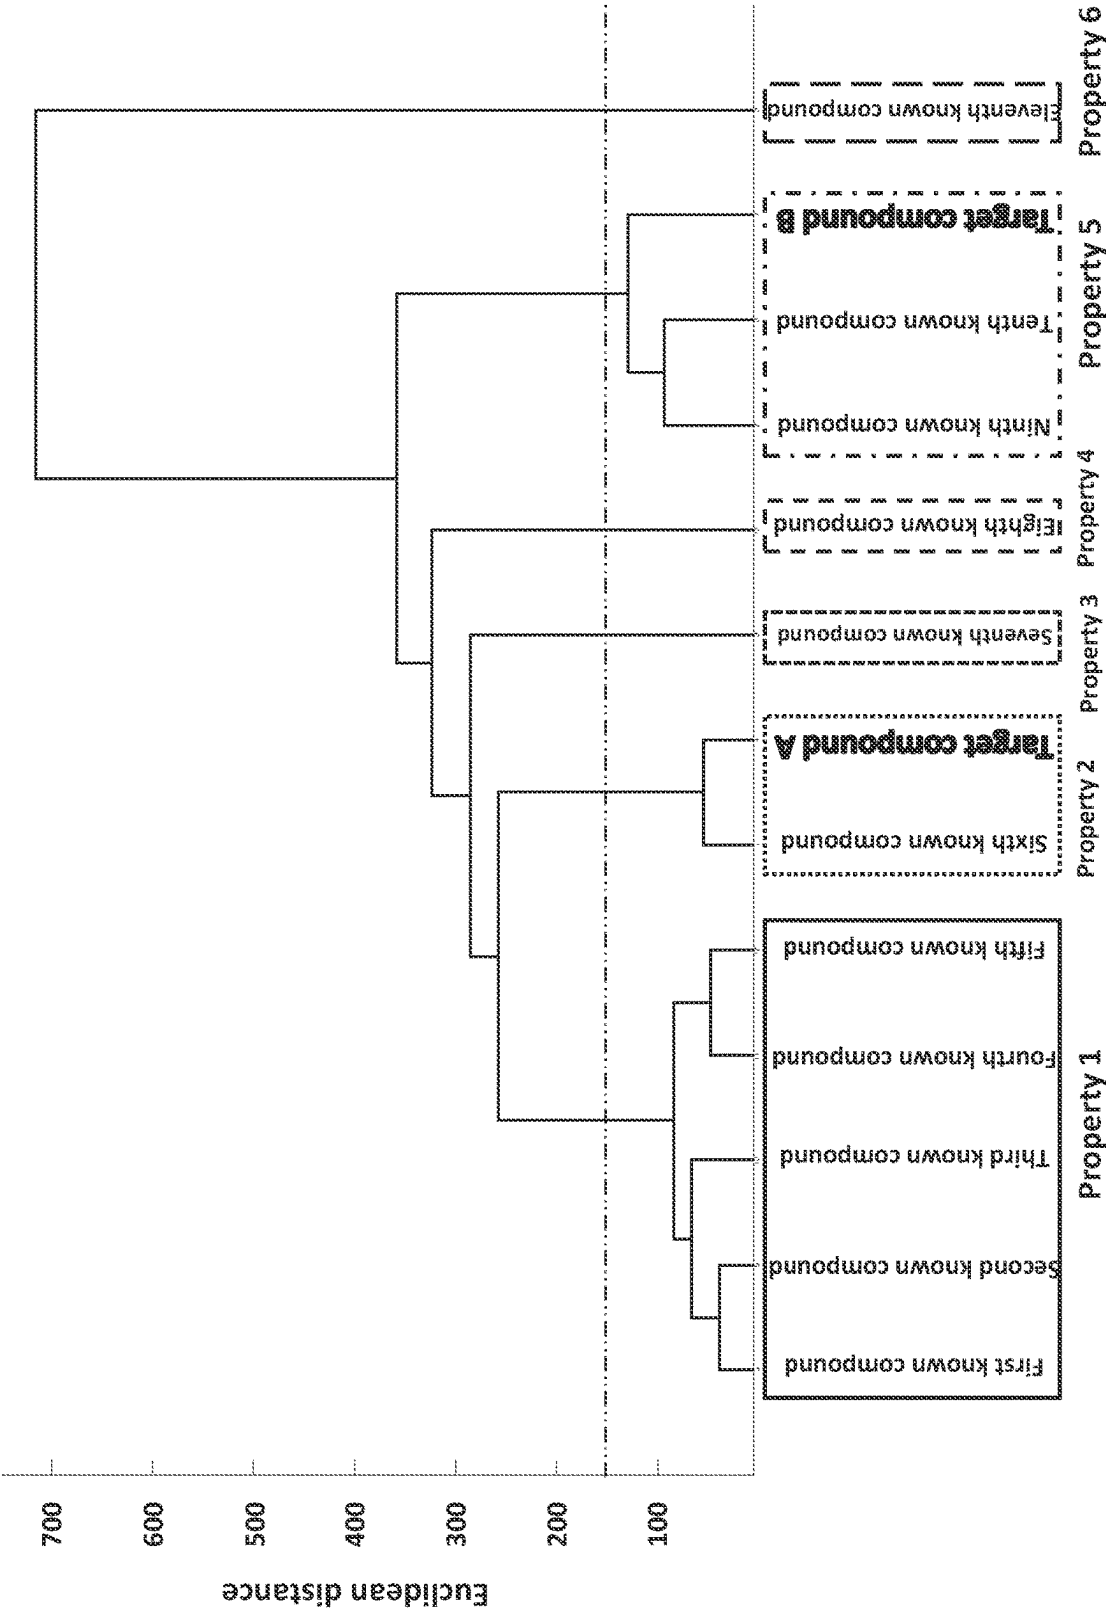 Euclidean distance
700
600
500
400
300
200
100
First known compound
Second known compound
Third known compound
Fourth known compound
Fifth known compound
Sixth known compound
Target compound A
Seventh known compound
Eighth known compound
Ninth known compound
Tenth known compound
Target compound B
Eleventh known compound
Property 1
Property 2
Property 3
Property 4
Property 5
Property 6